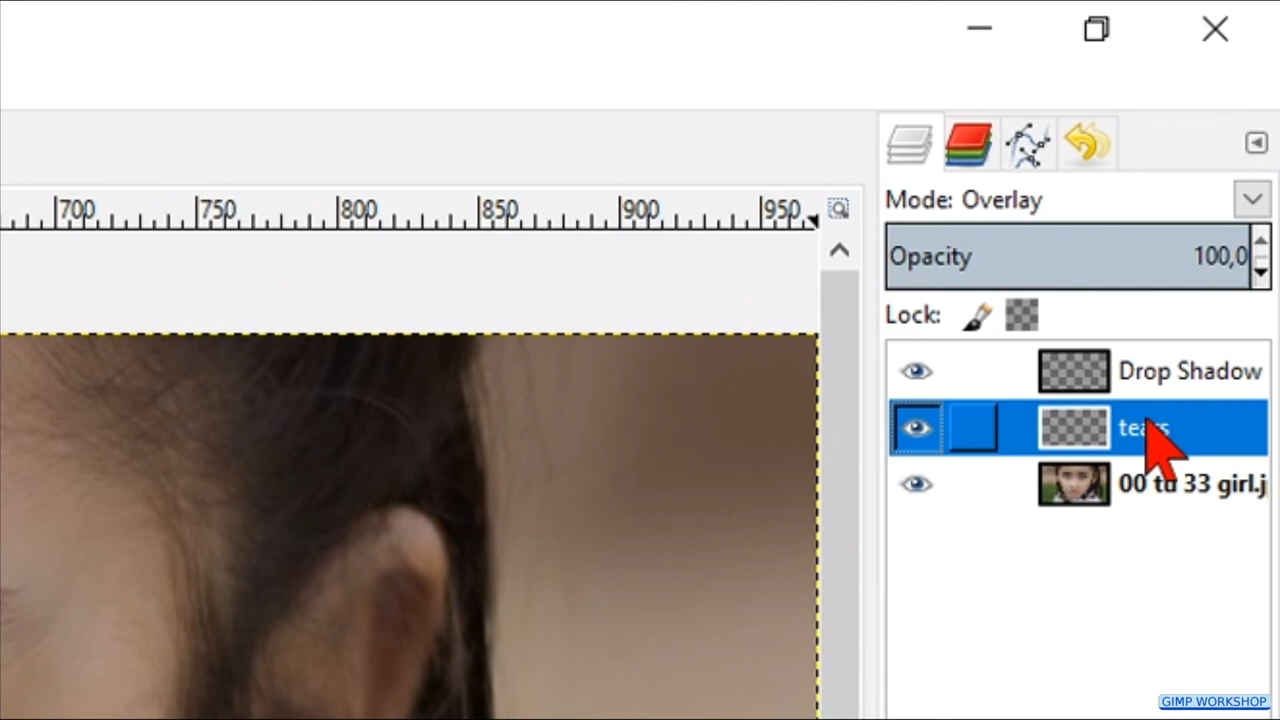 700 750 800 850 900 950
Mode: Overlay
Opacity 100,0
Lock:
Drop Shadow
tears
00 tu 33 girl.j
GIMP WORKSHOP